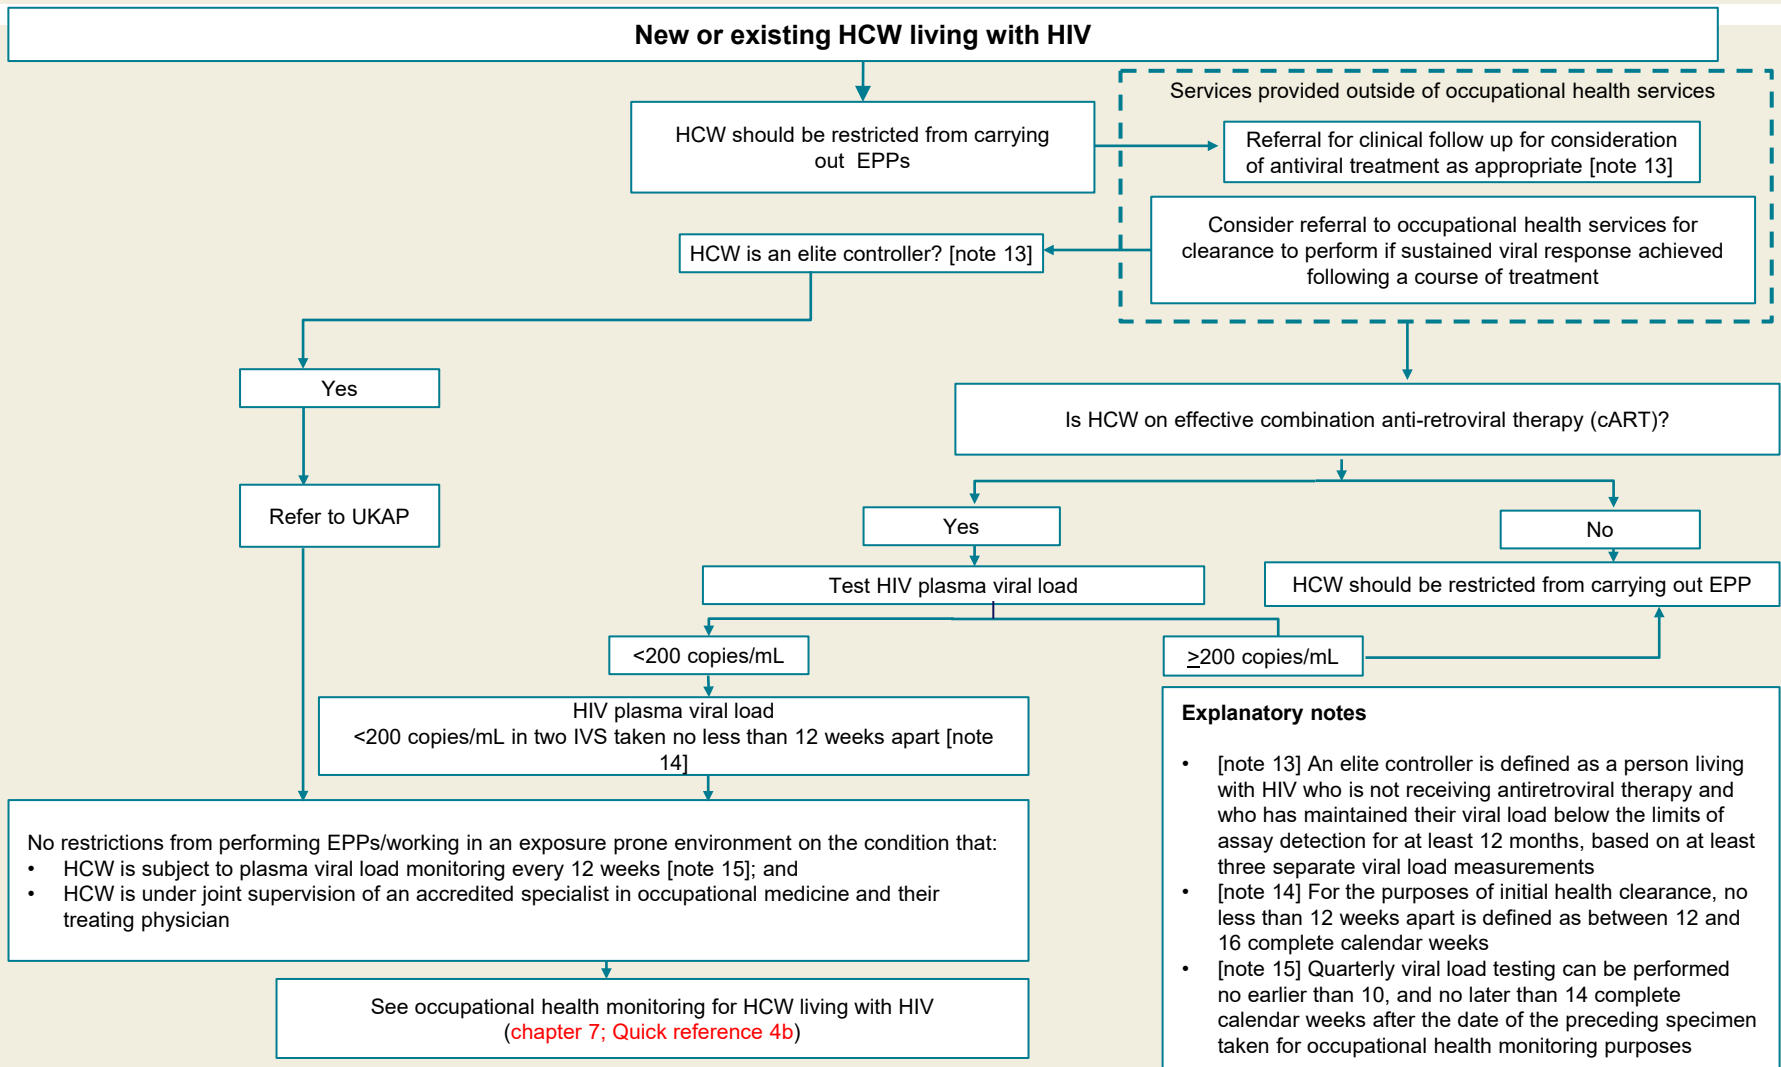 New or existing HCW living with HIV
Services provided outside of occupational health services
HCW should be restricted from carrying
out EPPs
Referral for clinical follow up for consideration
of antiviral treatment as appropriate [note 13]
Consider referral to occupational health services for
clearance to perform if sustained viral response achieved
following a course of treatment
HCW is an elite controller? [note 13]
Yes
Refer to UKAP
Is HCW on effective combination anti-retroviral therapy (cART)?
Yes
No
Test HIV plasma viral load
HCW should be restricted from carrying out EPP
<200 copies/mL
≥200 copies/mL
HIV plasma viral load
<200 copies/mL in two IVS taken no less than 12 weeks apart [note
14]
No restrictions from performing EPPs/working in an exposure prone environment on the condition that:
• HCW is subject to plasma viral load monitoring every 12 weeks [note 15]; and
• HCW is under joint supervision of an accredited specialist in occupational medicine and their
treating physician
See occupational health monitoring for HCW living with HIV
(chapter 7; Quick reference 4b)
Explanatory notes
• [note 13] An elite controller is defined as a person living
with HIV who is not receiving antiretroviral therapy and
who has maintained their viral load below the limits of
assay detection for at least 12 months, based on at least
three separate viral load measurements
• [note 14] For the purposes of initial health clearance, no
less than 12 weeks apart is defined as between 12 and
16 complete calendar weeks
• [note 15] Quarterly viral load testing can be performed
no earlier than 10, and no later than 14 complete
calendar weeks after the date of the preceding specimen
taken for occupational health monitoring purposes